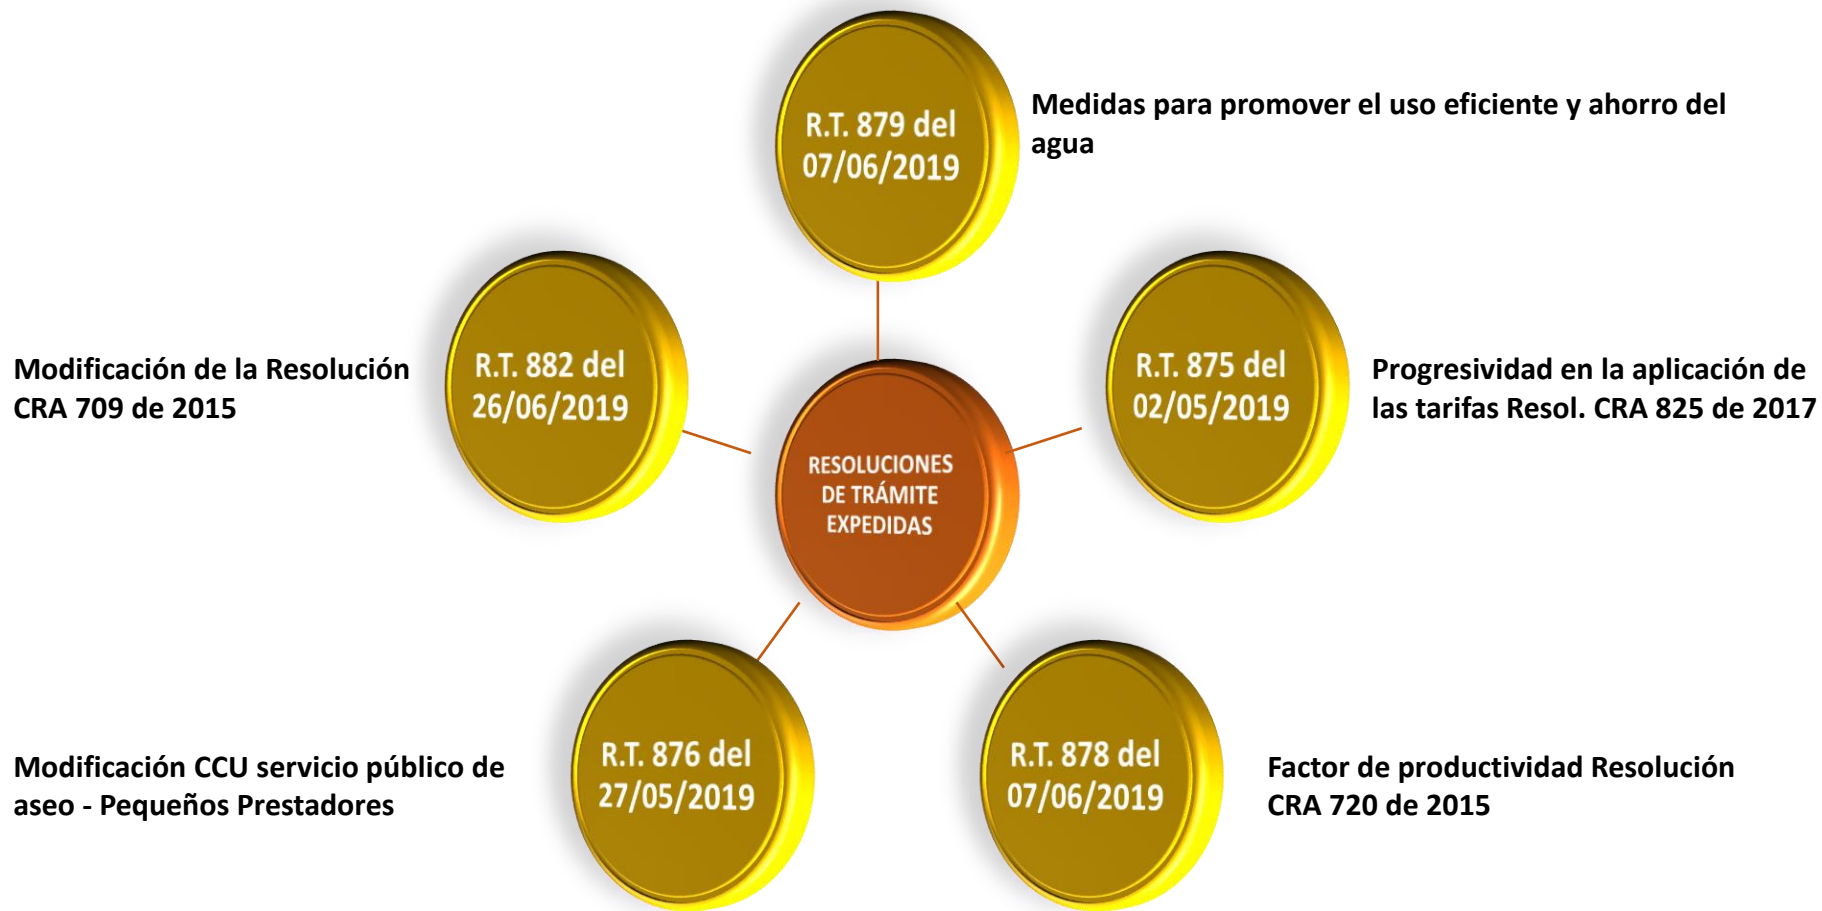 R.T. 879 del
07/06/2019
Medidas para promover el uso eficiente y ahorro del
agua
R.T. 882 del
26/06/2019
Modificación de la Resolución
CRA 709 de 2015
R.T. 875 del
02/05/2019
Progresividad en la aplicación de
las tarifas Resol. CRA 825 de 2017
RESOLUCIONES
DE TRÁMITE
EXPEDIDAS
R.T. 876 del
27/05/2019
Modificación CCU servicio público de
aseo - Pequeños Prestadores
R.T. 878 del
07/06/2019
Factor de productividad Resolución
CRA 720 de 2015